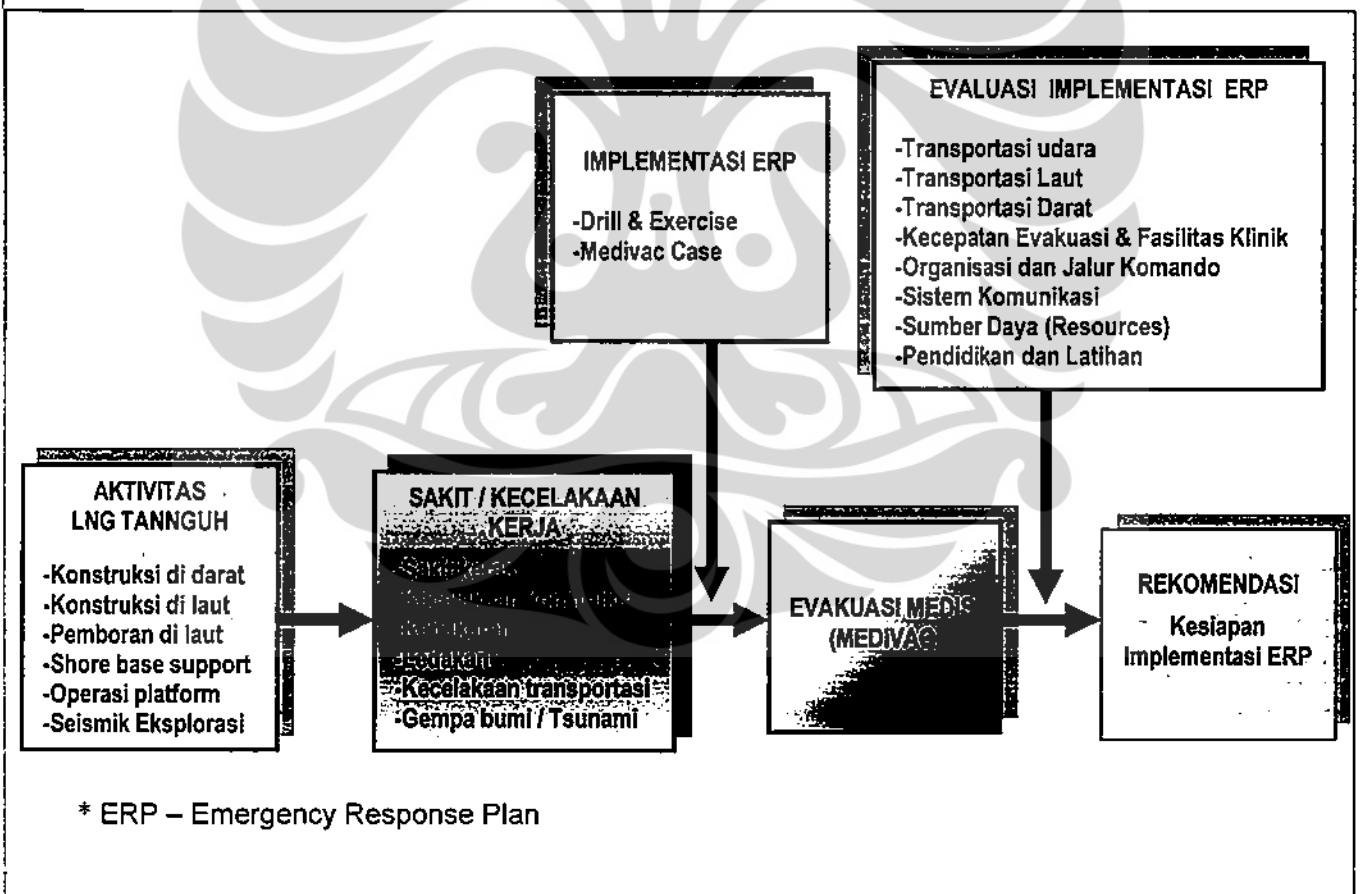 IMPLEMENTASI ERP
-Drill & Exercise
-Medivac Case
EVALUASI IMPLEMENTASI ERP
-Transportasi udara
-Transportasi Laut
-Transportasi Darat
-Kecepatan Evakuasi & Fasilitas Klinik
-Organisasi dan Jalur Komando
-Sistem Komunikasi
-Sumber Daya (Resources)
-Pendidikan dan Latihan
AKTIVITAS
LNG TANNGUH
-Konstruksi di darat
-Konstruksi di laut
-Pemboran di laut
-Shore base support
-Operasi platform
-Seismik Eksplorasi
SAKIT / KECELAKAAN
KERJA
-Ledakan
-Kecelakaan transportasi
-Gempa bumi / Tsunami
EVAKUASI MEDIS
(MEDIVAC)
REKOMENDASI
Kesiapan
Implementasi ERP
* ERP – Emergency Response Plan